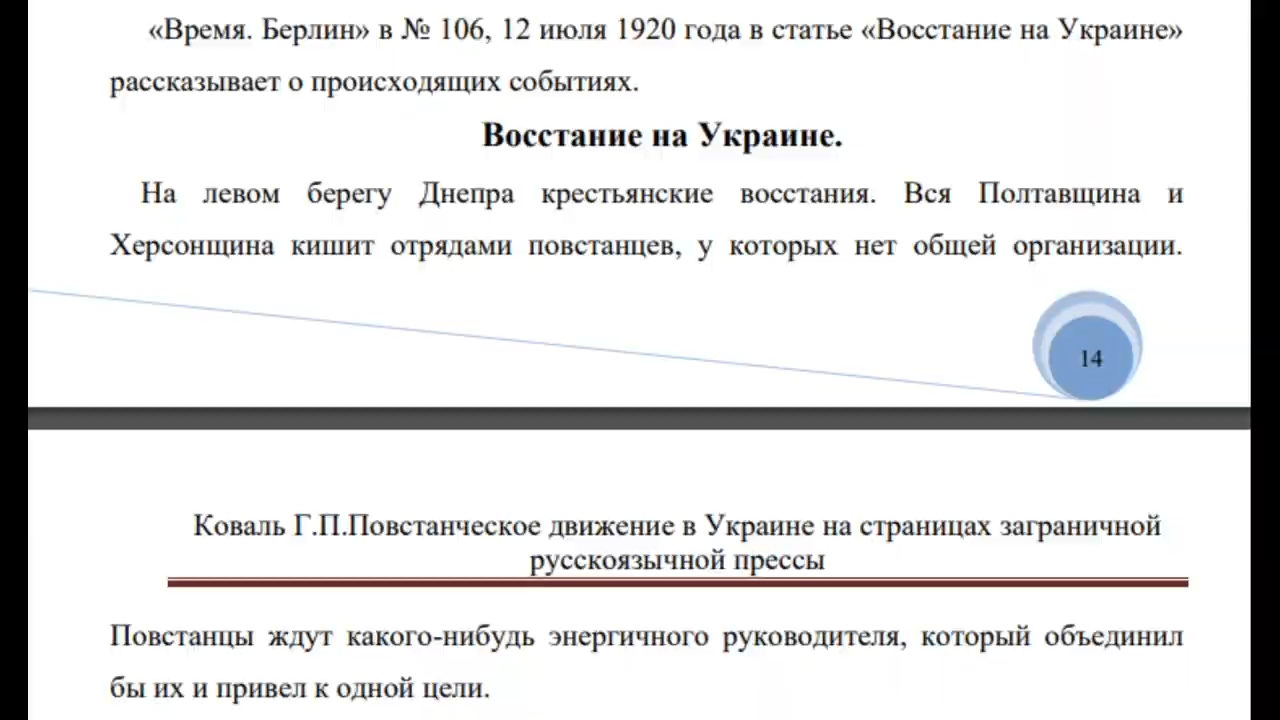 «Время. Берлин» в № 106, 12 июля 1920 года в статье «Восстание на Украине»
рассказывает о происходящих событиях.
Восстание на Украине.
На левом берегу Днепра крестьянские восстания. Вся Полтавщина и
Херсонщина кишит отрядами повстанцев, у которых нет общей организации.
14
Коваль Г.П.Повстанческое движение в Украине на страницах заграничной
русскоязычной прессы
Повстанцы ждут какого-нибудь энергичного руководителя, который объединил
бы их и привел к одной цели.